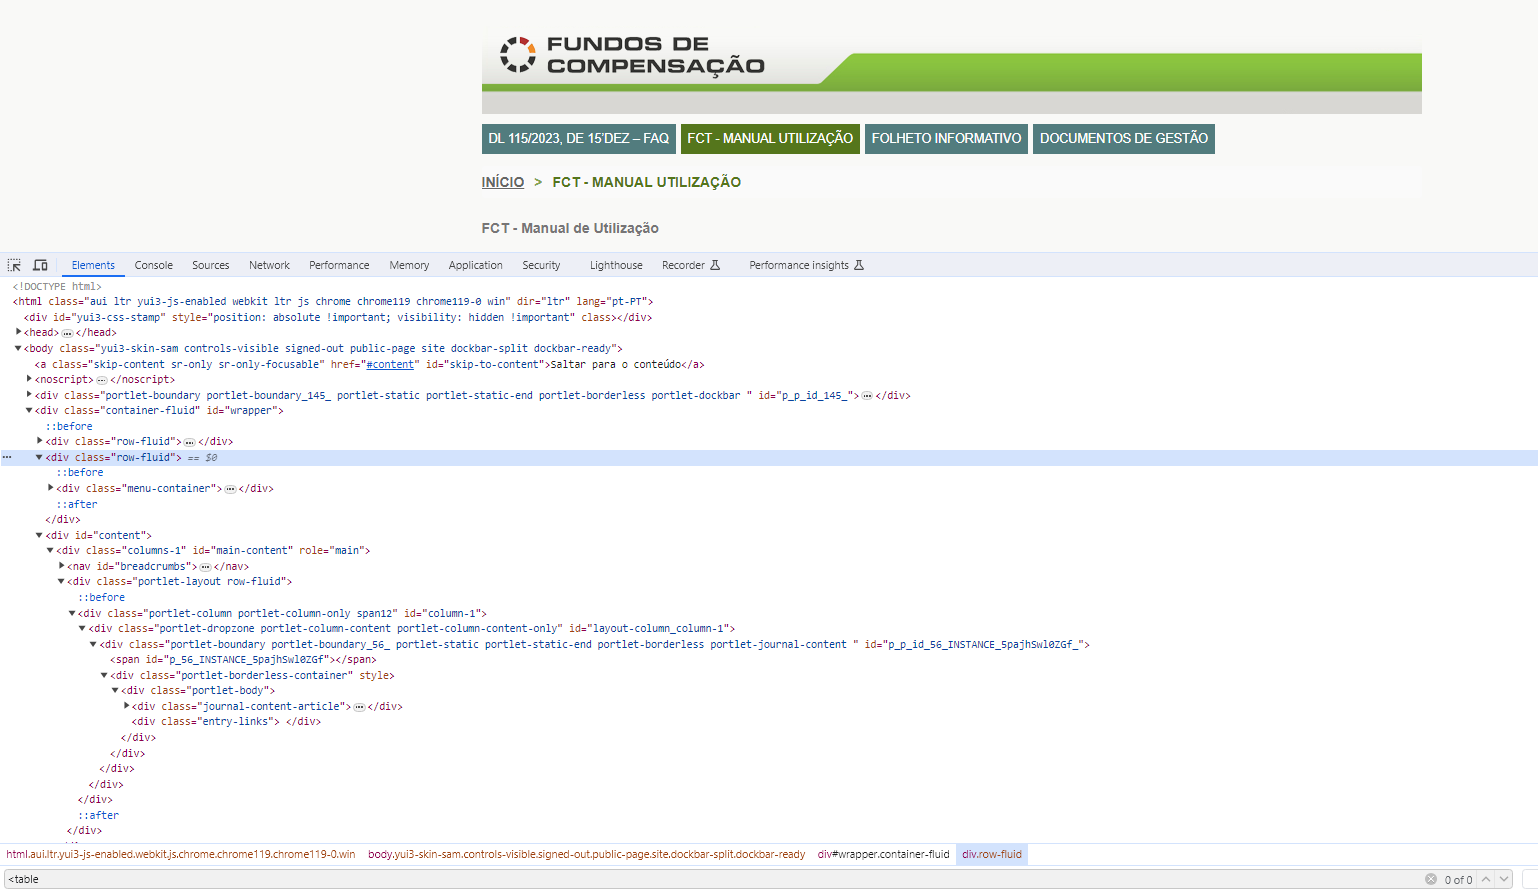 FUNDOS DE
COMPENSAÇÃO
DL 115/2023, DE 15'DEZ – FAQ FCT - MANUAL UTILIZAÇÃO FOLHETO INFORMATIVO DOCUMENTOS DE GESTÃO
INÍCIO > FCT - MANUAL UTILIZAÇÃO
FCT - Manual de Utilização
Elements Console Sources Network Performance Memory Application Security Lighthouse Recorder Performance insights
<!DOCTYPE html>
<html class="aui ltr yui3-js-enabled webkit ltr js chrome chrome119 chrome119-0 win" dir="ltr" lang="pt-PT">
<div id="yui3-css-stamp" style="position: absolute !important; visibility: hidden !important" class></div>
<head>…</head>
<body class="yui3-skin-sam controls-visible signed-out public-page site dockbar-split dockbar-ready">
<a class="skip-content sr-only sr-only-focusable" href="#content" id="skip-to-content">Saltar para o conteúdo</a>
<noscript>…</noscript>
<div class="portlet-boundary portlet-boundary_145_ portlet-static portlet-static-end portlet-borderless portlet-dockbar " id="p_p_id_145_">…</div>
<div class="container-fluid" id="wrapper">
::before
<div class="row-fluid">…</div>
… <div class="row-fluid"> == $0
::before
<div class="menu-container">…</div>
::after
</div>
<div id="content">
<div class="columns-1" id="main-content" role="main">
<nav id="breadcrumbs">…</nav>
<div class="portlet-layout row-fluid">
::before
<div class="portlet-column portlet-column-only span12" id="column-1">
<div class="portlet-dropzone portlet-column-content portlet-column-content-only" id="layout-column_column-1">
<div class="portlet-boundary portlet-boundary_56_ portlet-static portlet-static-end portlet-borderless portlet-journal-content " id="p_p_id_56_INSTANCE_5pajhSwl0ZGf_">
<span id="p_56_INSTANCE_5pajhSwl0ZGf"></span>
<div class="portlet-borderless-container" style>
<div class="portlet-body">
<div class="journal-content-article">…</div>
<div class="entry-links"> </div>
</div>
</div>
</div>
</div>
</div>
::after
</div>
html.aui.ltr.yui3-js-enabled.webkit.js.chrome.chrome119.chrome119-0.win body.yui3-skin-sam.controls-visible.signed-out.public-page.site.dockbar-split.dockbar-ready div#wrapper.container-fluid div.row-fluid
<table 0 of 0